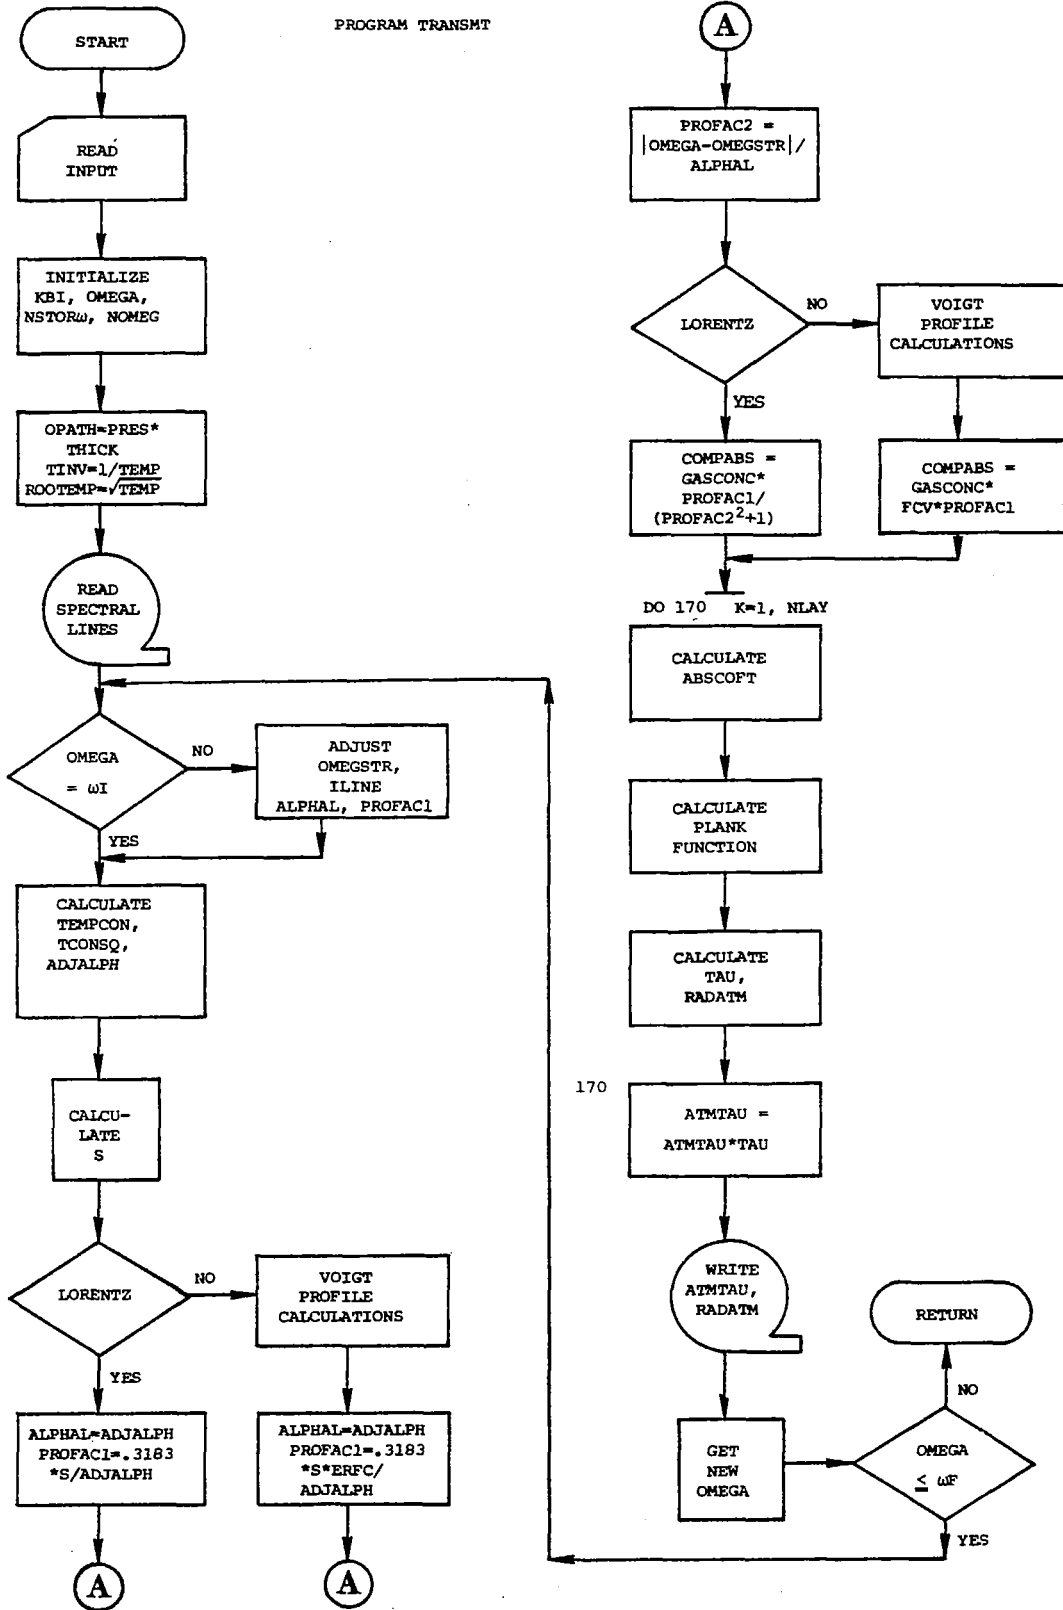 PROGRAM TRANSMT
START
READ
INPUT
INITIALIZE
KBI, OMEGA,
NSTORω, NOMEG
OPATH=PRES*
THICK
TINV=1/TEMP
ROOTEMP=√TEMP
READ
SPECTRAL
LINES
OMEGA
= ωI
NO
ADJUST
OMEGSTR,
ILINE
ALPHAL, PROFAC1
YES
CALCULATE
TEMPCON,
TCONSQ,
ADJALPH
CALCU-
LATE
S
LORENTZ
NO
VOIGT
PROFILE
CALCULATIONS
YES
ALPHAL=ADJALPH
PROFAC1=.3183
*S/ADJALPH
ALPHAL=ADJALPH
PROFAC1=.3183
*S*ERFC/
ADJALPH
A
A
A
PROFAC2 =
|OMEGA-OMEGSTR|/
ALPHAL
LORENTZ
NO
VOIGT
PROFILE
CALCULATIONS
YES
COMPABS =
GASCONC*
PROFAC1/
(PROFAC2²+1)
COMPABS =
GASCONC*
FCV*PROFAC1
DO 170 K=1, NLAY
CALCULATE
ABSCOFT
CALCULATE
PLANK
FUNCTION
CALCULATE
TAU,
RADATM
170
ATMTAU =
ATMTAU*TAU
WRITE
ATMTAU,
RADATM
GET
NEW
OMEGA
OMEGA
≤ ωF
NO
RETURN
YES